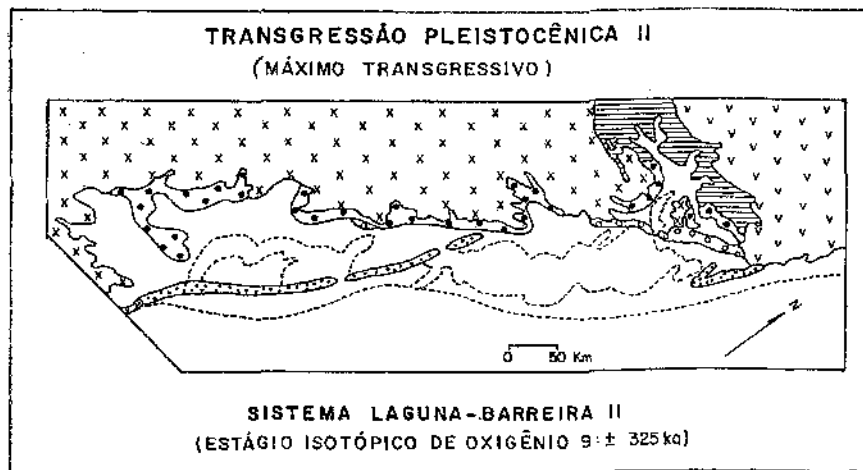 TRANSGRESSÃO PLEISTOCÊNICA II
(MÁXIMO TRANSGRESSIVO)
N
0 50 Km
SISTEMA LAGUNA-BARREIRA II
(ESTÁGIO ISOTÓPICO DE OXIGÊNIO 9: ± 325 ka)